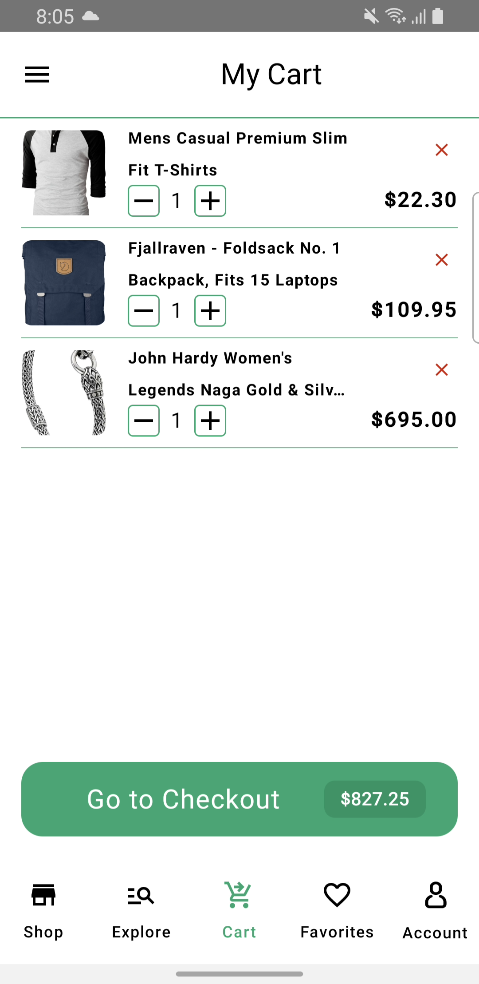 8:05
My Cart
Mens Casual Premium Slim
Fit T-Shirts
1
$22.30
Fjallraven - Foldsack No. 1
Backpack, Fits 15 Laptops
1
$109.95
John Hardy Women's
Legends Naga Gold & Silv...
1
$695.00
Go to Checkout $827.25
Shop Explore Cart Favorites Account